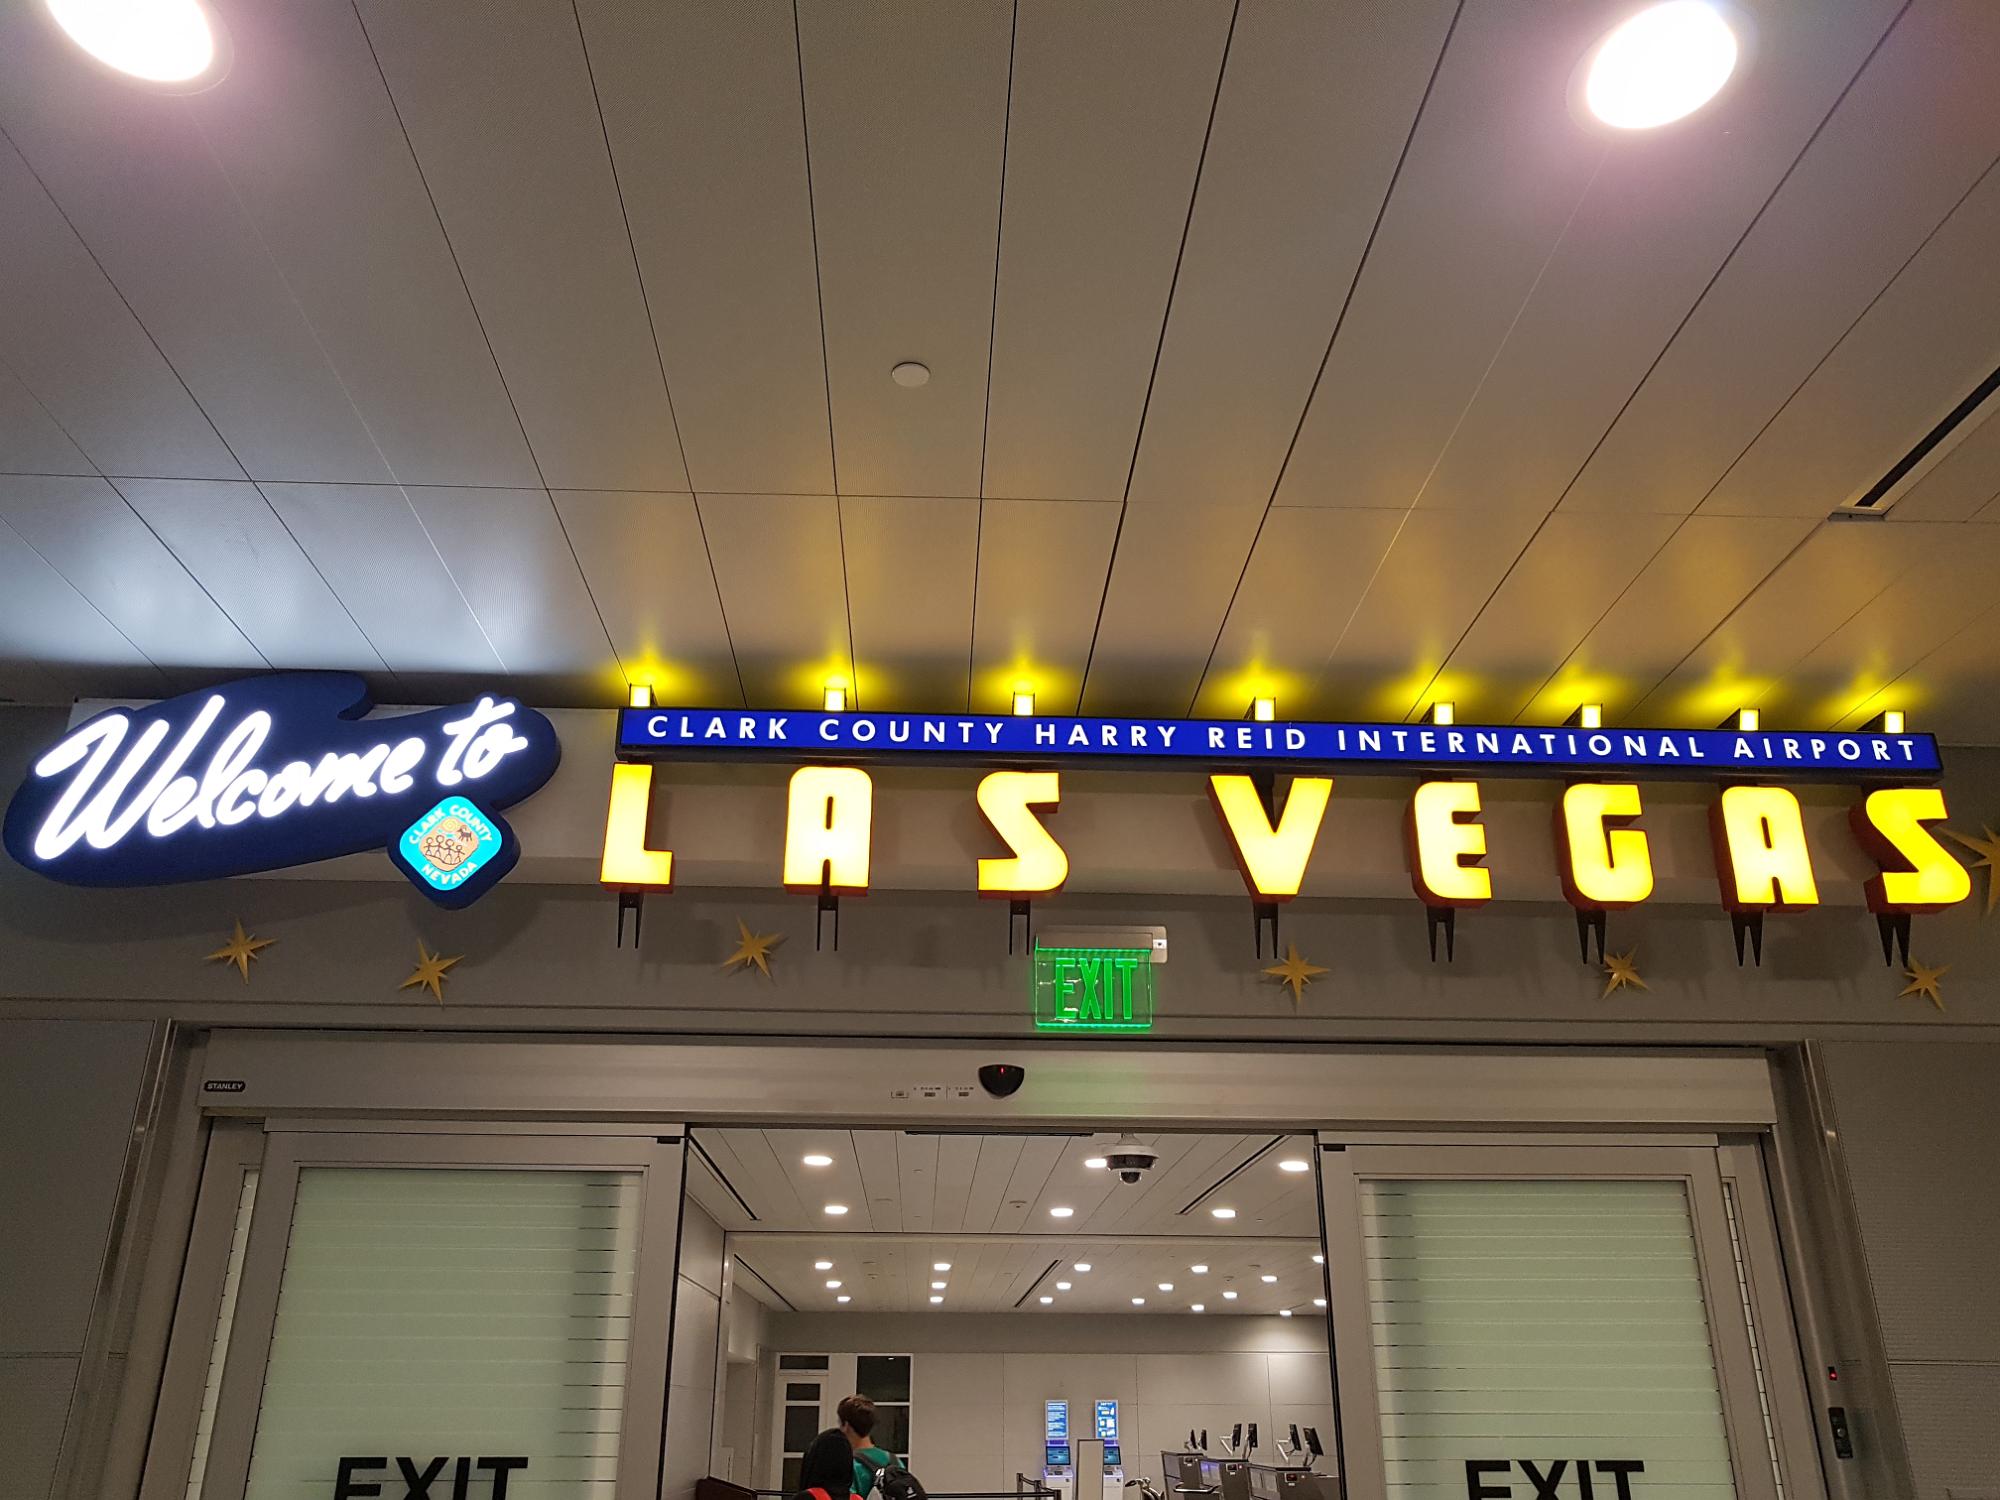 Welcome to
CLARK COUNTY
NEVADA
CLARK COUNTY HARRY REID INTERNATIONAL AIRPORT
LAS VEGAS
EXIT
STANLEY
EXIT
EXIT